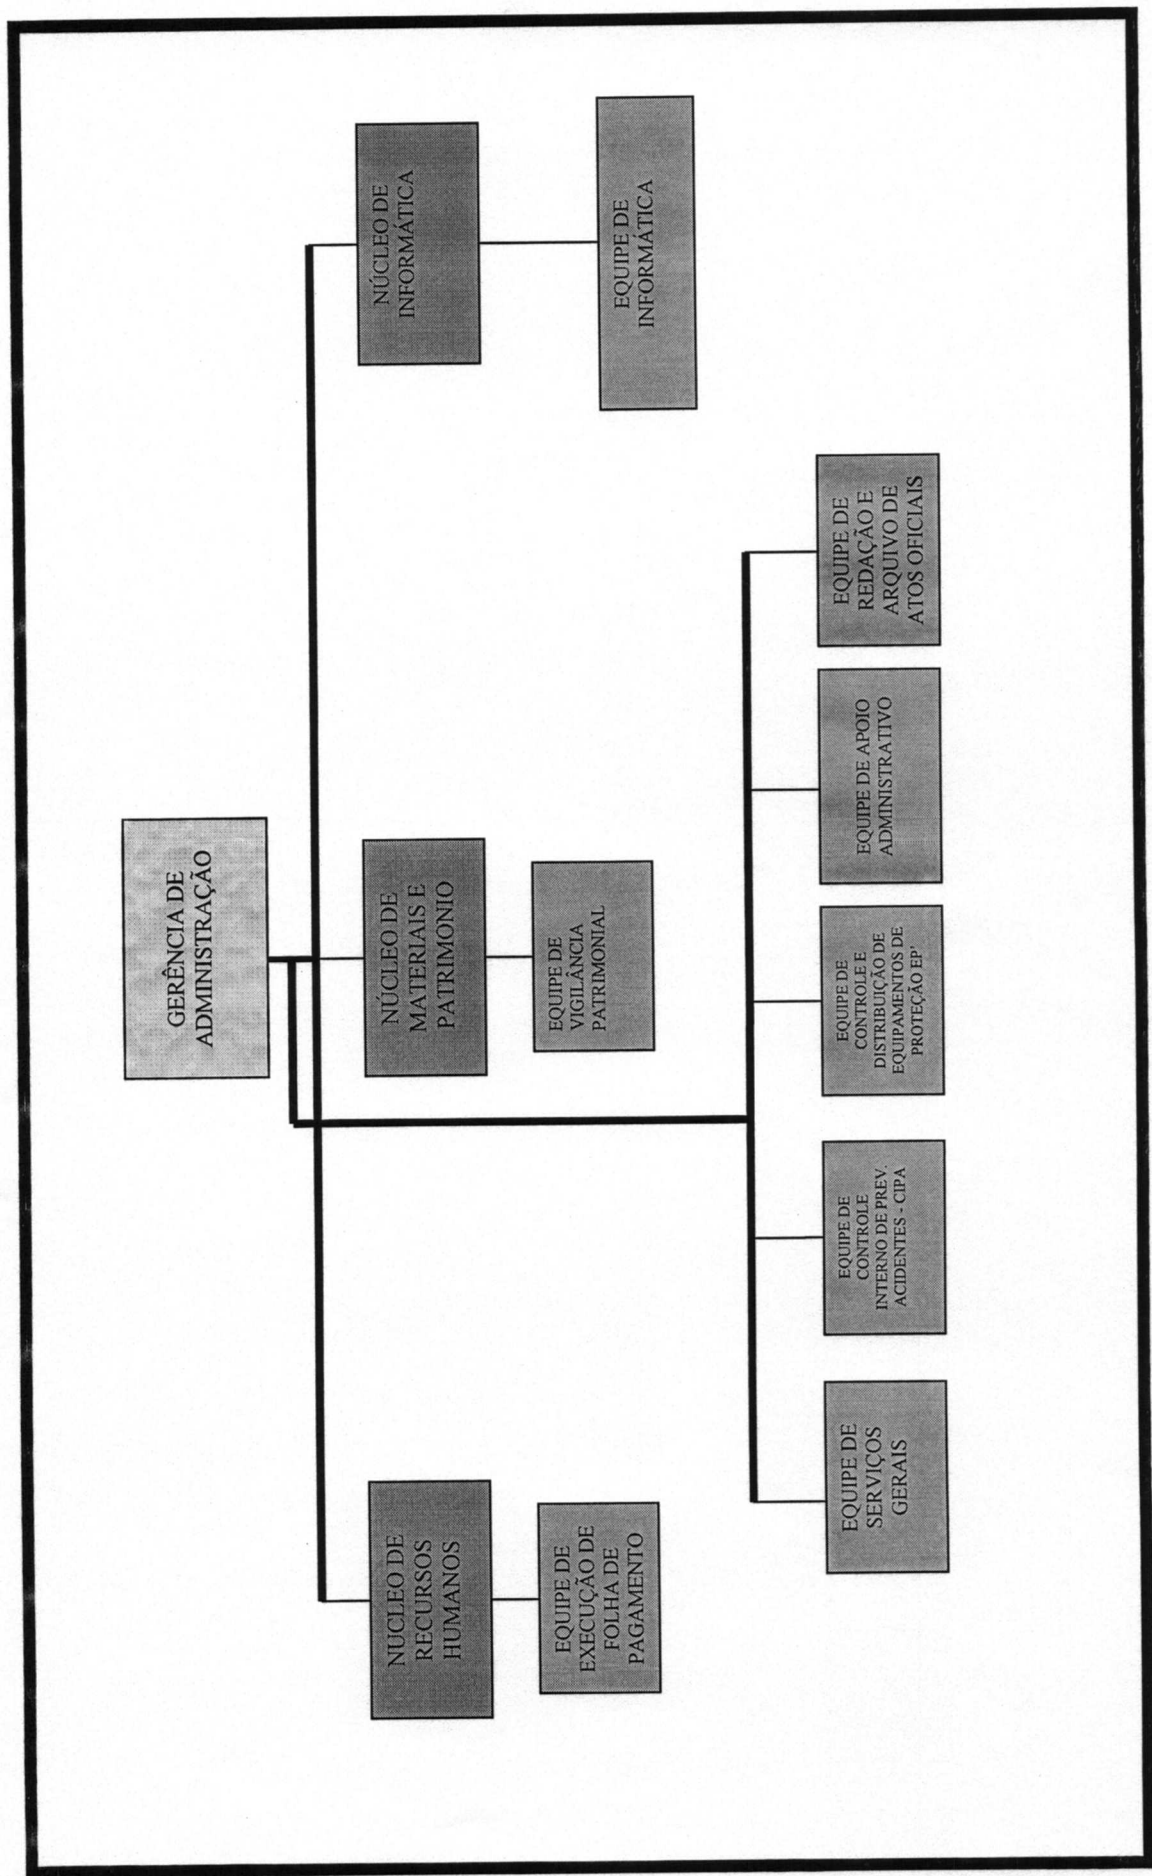 GERÊNCIA DE
ADMINISTRAÇÃO
NUCLEO DE
RECURSOS
HUMANOS
NÚCLEO DE
MATERIAIS E
PATRIMONIO
NÚCLEO DE
INFORMÁTICA
EQUIPE DE
EXECUÇÃO DE
FOLHA DE
PAGAMENTO
EQUIPE DE
VIGILÂNCIA
PATRIMONIAL
EQUIPE DE
INFORMÁTICA
EQUIPE DE
SERVIÇOS
GERAIS
EQUIPE DE
CONTROLE
INTERNO DE PREV.
ACIDENTES - CIPA
EQUIPE DE
CONTROLE E
DISTRIBUIÇÃO DE
EQUIPAMENTOS DE
PROTEÇÃO EP'
EQUIPE DE APOIO
ADMINISTRATIVO
EQUIPE DE
REDAÇÃO E
ARQUIVO DE
ATOS OFICIAIS